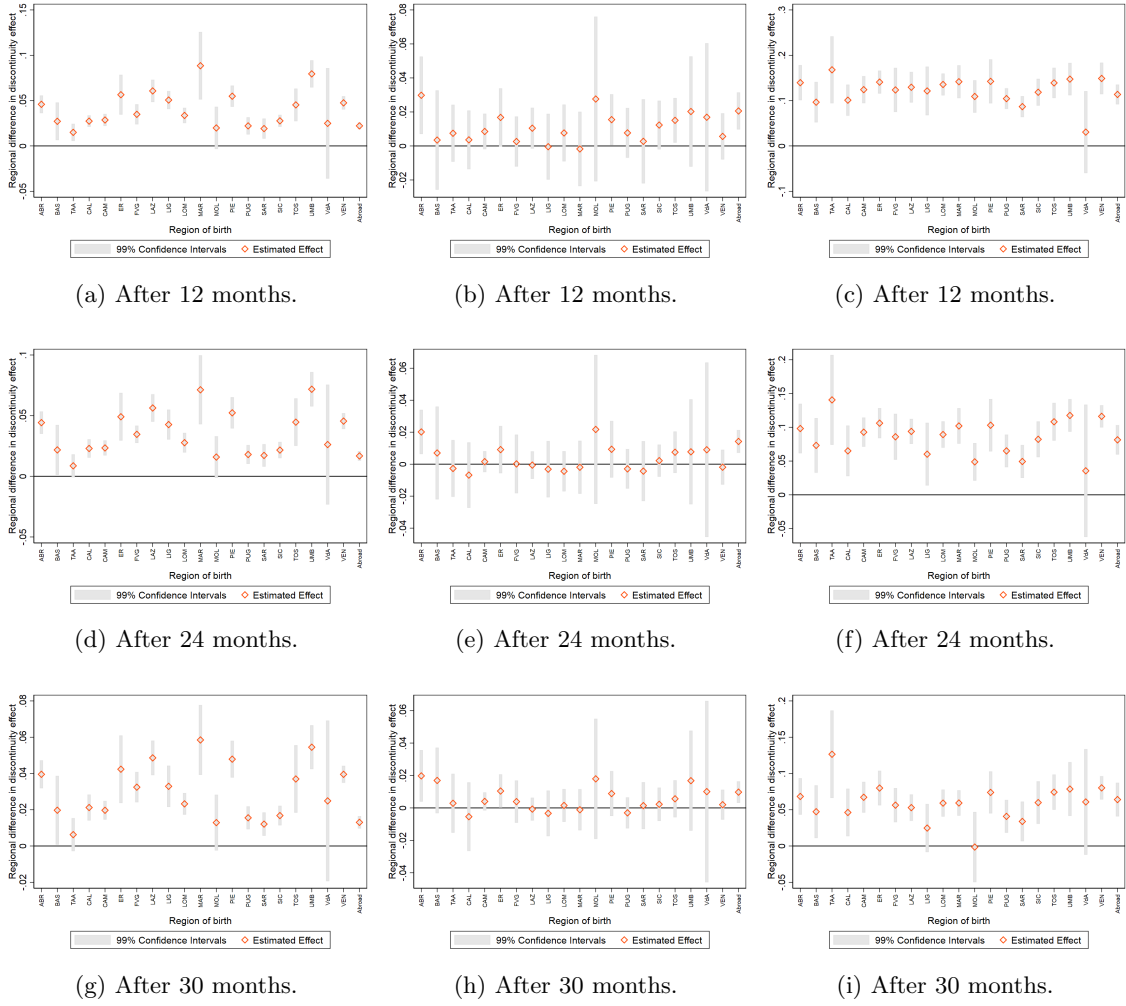 Regional difference in discontinuity effect
.15
.1
.05
0
-.05
ABR BAS TAA CAL CAM ER FVG LAZ LIG LOM MAR MOL PIE PUG SAR SIC TOS UMB VdA VEN Abroad
Region of birth
99% Confidence Intervals Estimated Effect
(a) After 12 months.
Regional difference in discontinuity effect
.08
.06
.04
.02
0
-.02
ABR BAS TAA CAL CAM ER FVG LAZ LIG LOM MAR MOL PIE PUG SAR SIC TOS UMB VdA VEN Abroad
Region of birth
99% Confidence Intervals Estimated Effect
(b) After 12 months.
Regional difference in discontinuity effect
.3
.2
.1
0
-.1
ABR BAS TAA CAL CAM ER FVG LAZ LIG LOM MAR MOL PIE PUG SAR SIC TOS UMB VdA VEN Abroad
Region of birth
99% Confidence Intervals Estimated Effect
(c) After 12 months.
Regional difference in discontinuity effect
.1
.05
0
-.05
ABR BAS TAA CAL CAM ER FVG LAZ LIG LOM MAR MOL PIE PUG SAR SIC TOS UMB VdA VEN Abroad
Region of birth
99% Confidence Intervals Estimated Effect
(d) After 24 months.
Regional difference in discontinuity effect
.06
.04
.02
0
-.02
-.04
ABR BAS TAA CAL CAM ER FVG LAZ LIG LOM MAR MOL PIE PUG SAR SIC TOS UMB VdA VEN Abroad
Region of birth
99% Confidence Intervals Estimated Effect
(e) After 24 months.
Regional difference in discontinuity effect
.2
.15
.1
.05
0
-.05
ABR BAS TAA CAL CAM ER FVG LAZ LIG LOM MAR MOL PIE PUG SAR SIC TOS UMB VdA VEN Abroad
Region of birth
99% Confidence Intervals Estimated Effect
(f) After 24 months.
Regional difference in discontinuity effect
.08
.06
.04
.02
0
-.02
ABR BAS TAA CAL CAM ER FVG LAZ LIG LOM MAR MOL PIE PUG SAR SIC TOS UMB VdA VEN Abroad
Region of birth
99% Confidence Intervals Estimated Effect
(g) After 30 months.
Regional difference in discontinuity effect
.06
.04
.02
0
-.02
-.04
ABR BAS TAA CAL CAM ER FVG LAZ LIG LOM MAR MOL PIE PUG SAR SIC TOS UMB VdA VEN Abroad
Region of birth
99% Confidence Intervals Estimated Effect
(h) After 30 months.
Regional difference in discontinuity effect
.2
.15
.1
.05
0
-.05
ABR BAS TAA CAL CAM ER FVG LAZ LIG LOM MAR MOL PIE PUG SAR SIC TOS UMB VdA VEN Abroad
Region of birth
99% Confidence Intervals Estimated Effect
(i) After 30 months.